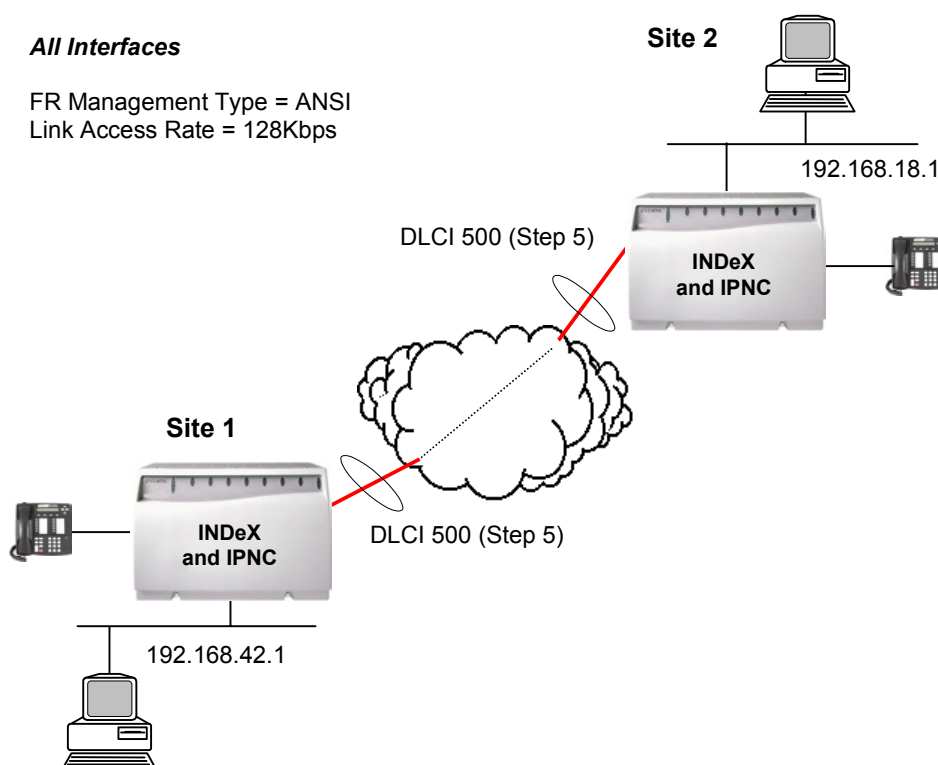 All Interfaces
FR Management Type = ANSI
Link Access Rate = 128Kbps
Site 2
192.168.18.1
DLCI 500 (Step 5)
INDeX
and IPNC
Site 1
INDeX
and IPNC
DLCI 500 (Step 5)
192.168.42.1